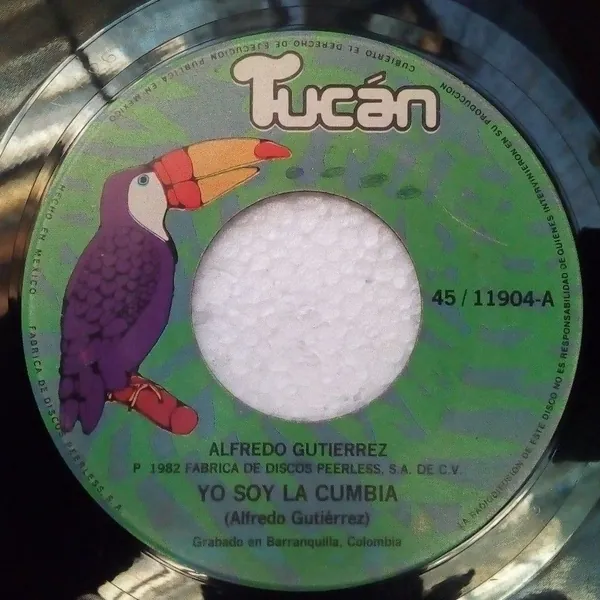 Tucán
45 / 11904-A
ALFREDO GUTIERREZ
P 1982 FABRICA DE DISCOS PEERLESS, S.A. DE C.V.
YO SOY LA CUMBIA
(Alfredo Gutiérrez)
Grabado en Barranquilla, Colombia
FABRICA DE DISCOS PEERLESS S.A.
HECHO EN MEXICO
CUBIERTO EL DERECHO DE EJECUCION PUBLICA EN MEXICO
LA RADIODIFUSION DE ESTE DISCO NO ES RESPONSABILIDAD DE QUIENES INTERVINIERON EN SU PRODUCCION